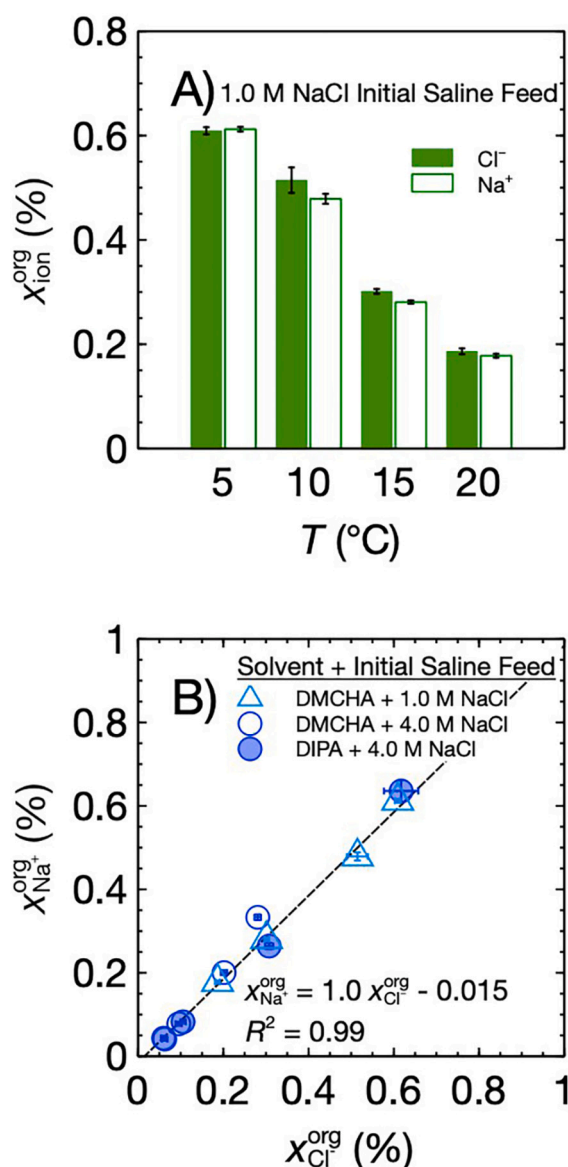 A) 1.0 M NaCl Initial Saline Feed
Cl⁻
Na⁺
0.8
0.6
0.4
0.2
0
x_ion^org (%)
5 10 15 20
T (°C)
B)
Solvent + Initial Saline Feed
DMCHA + 1.0 M NaCl
DMCHA + 4.0 M NaCl
DIPA + 4.0 M NaCl
1
0.8
0.6
0.4
0.2
0
x_Na⁺^org (%)
x_Na⁺^org = 1.0 x_Cl⁻^org - 0.015
R² = 0.99
0 0.2 0.4 0.6 0.8 1
x_Cl⁻^org (%)